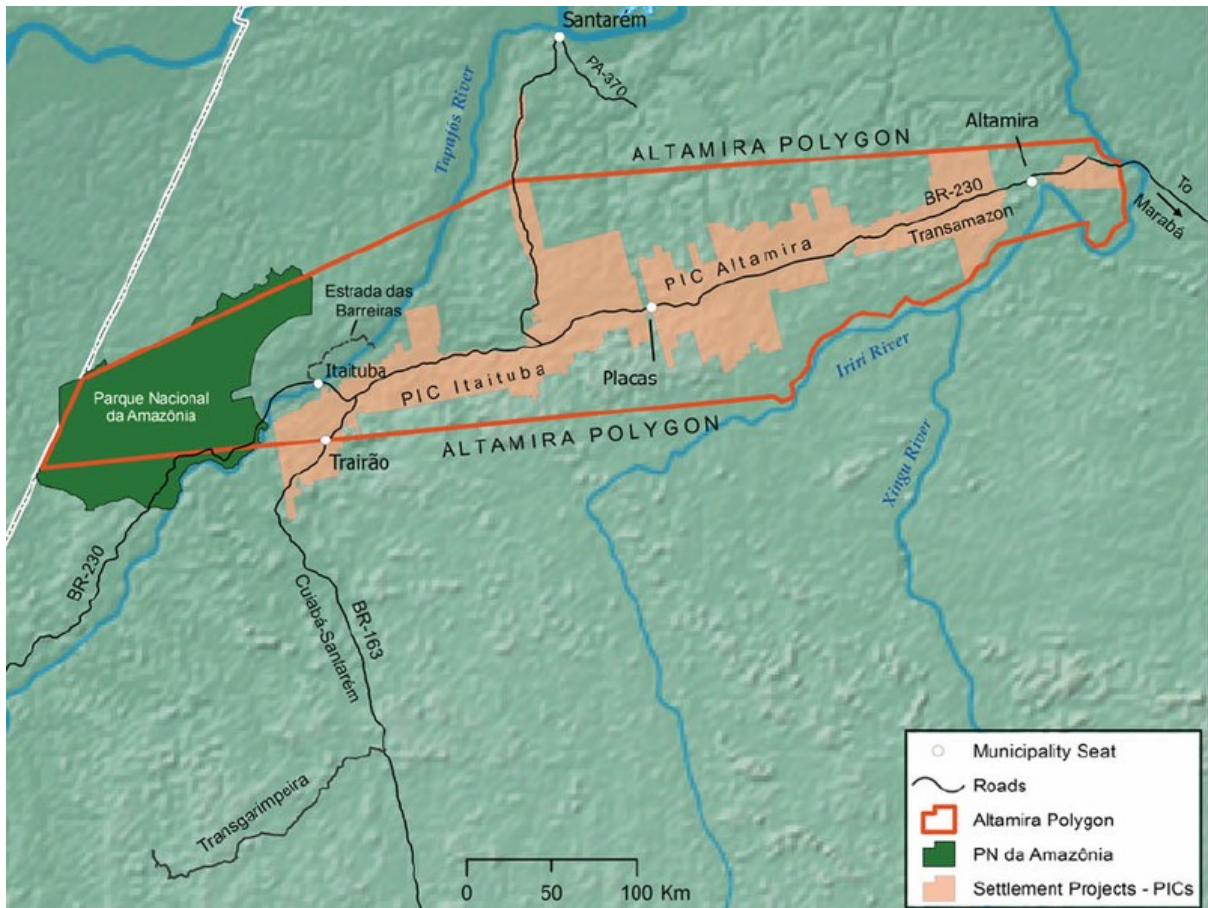 Santarém
PA-370
Tapajós River
Altamira
ALTAMIRA POLYGON
To
Marabá
BR-230
Transamazon
PIC Altamira
Estrada das
Barreiras
Itaituba
PIC Itaituba
Placas
Iriri River
Parque Nacional
da Amazônia
ALTAMIRA POLYGON
Trairão
Xingu River
BR-230
BR-163
Cuiabá-Santarém
Transgarimpeira
Municipality Seat
Roads
Altamira Polygon
PN da Amazônia
Settlement Projects - PICs
0 50 100 Km